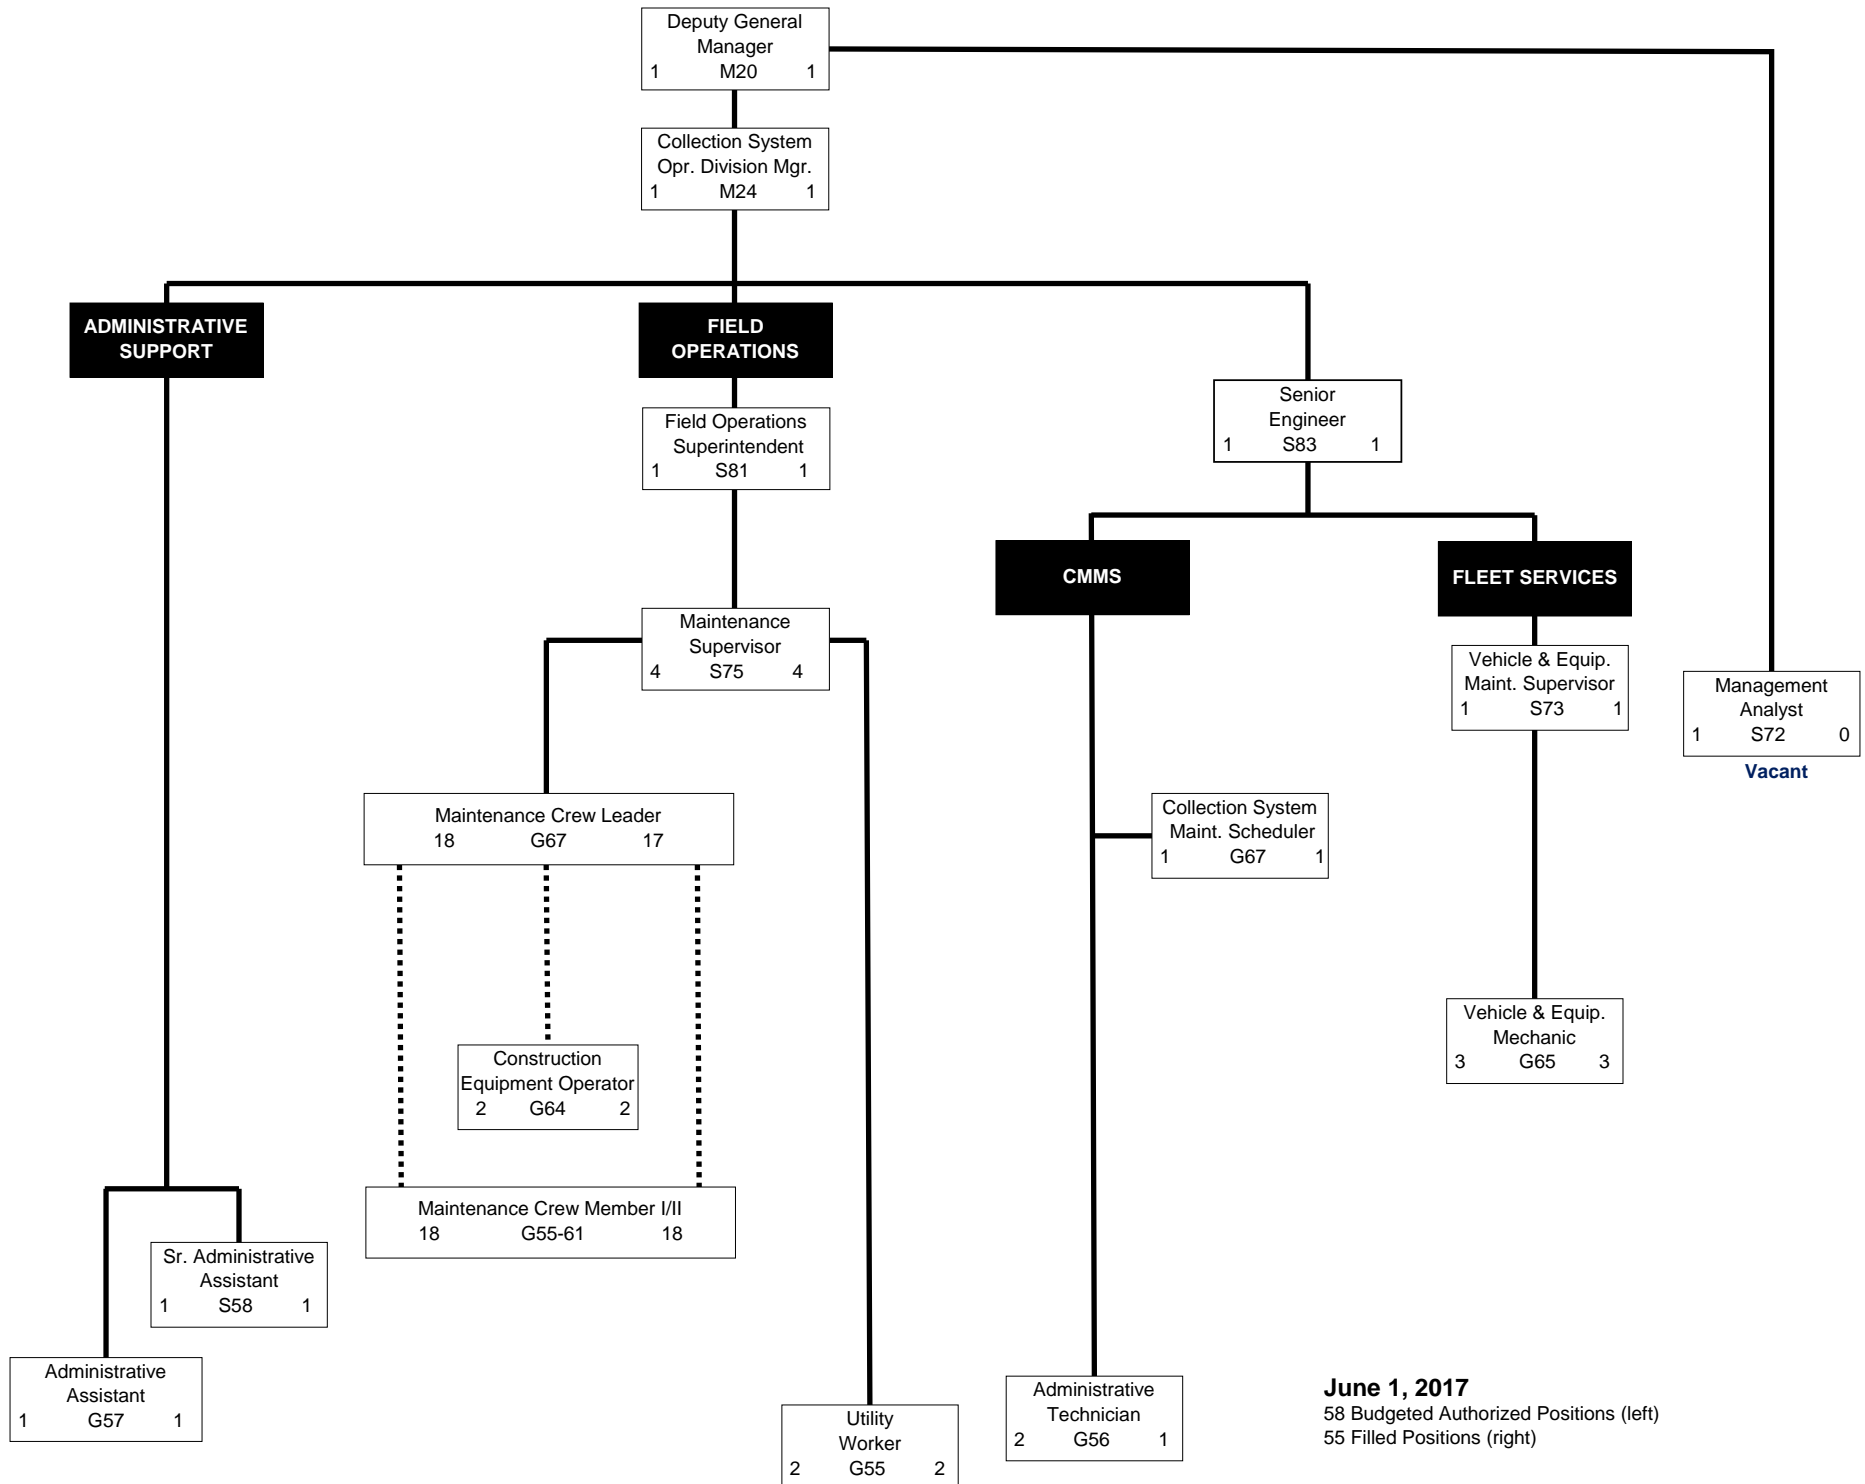 Deputy General
Manager
1 M20 1
Collection System
Opr. Division Mgr.
1 M24 1
ADMINISTRATIVE
SUPPORT
FIELD
OPERATIONS
Senior
Engineer
1 S83 1
Field Operations
Superintendent
1 S81 1
CMMS
FLEET SERVICES
Maintenance
Supervisor
4 S75 4
Vehicle & Equip.
Maint. Supervisor
1 S73 1
Management
Analyst
1 S72 0
Vacant
Maintenance Crew Leader
18 G67 17
Collection System
Maint. Scheduler
1 G67 1
Vehicle & Equip.
Mechanic
3 G65 3
Construction
Equipment Operator
2 G64 2
Maintenance Crew Member I/II
18 G55-61 18
Sr. Administrative
Assistant
1 S58 1
Administrative
Assistant
1 G57 1
Utility
Worker
2 G55 2
Administrative
Technician
2 G56 1
June 1, 2017
58 Budgeted Authorized Positions (left)
55 Filled Positions (right)